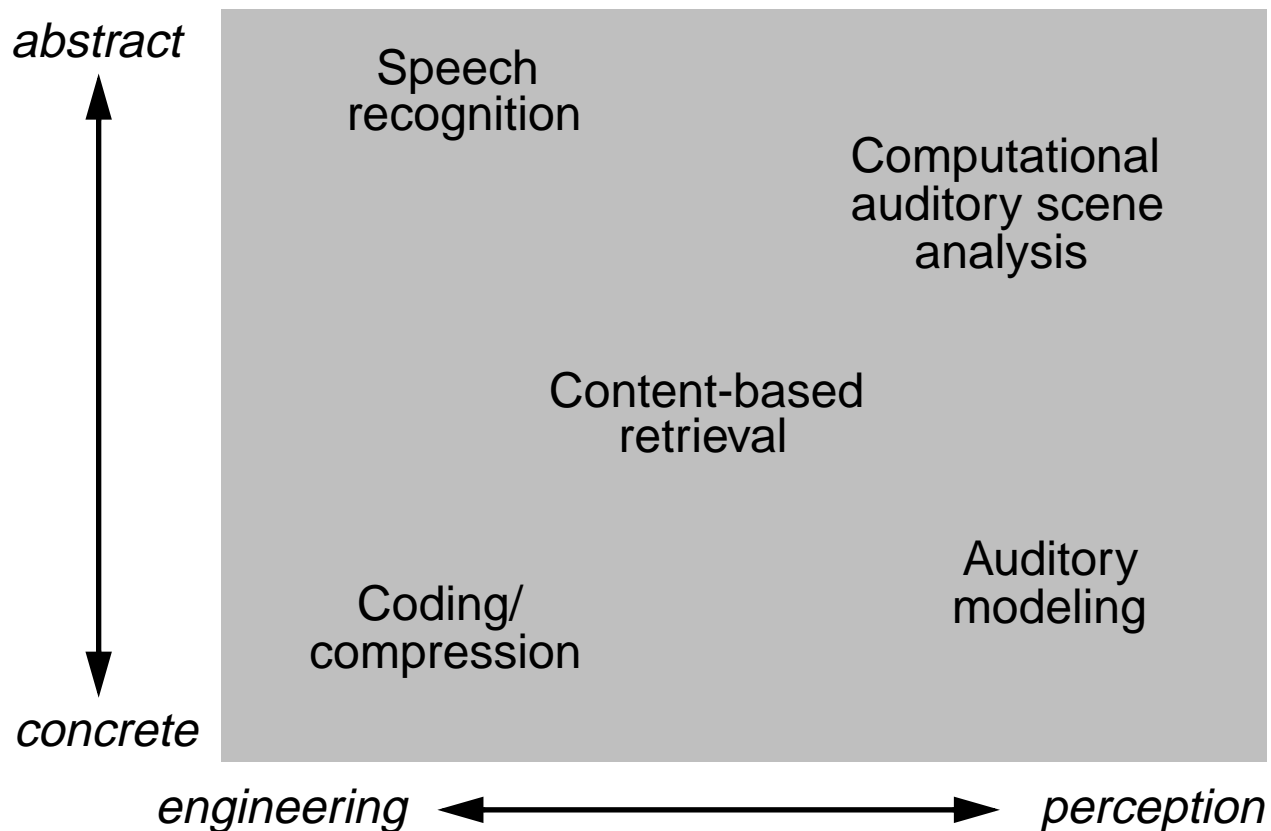 abstract
Speech
recognition
Computational
auditory scene
analysis
Content-based
retrieval
Auditory
modeling
Coding/
compression
concrete
engineering
perception